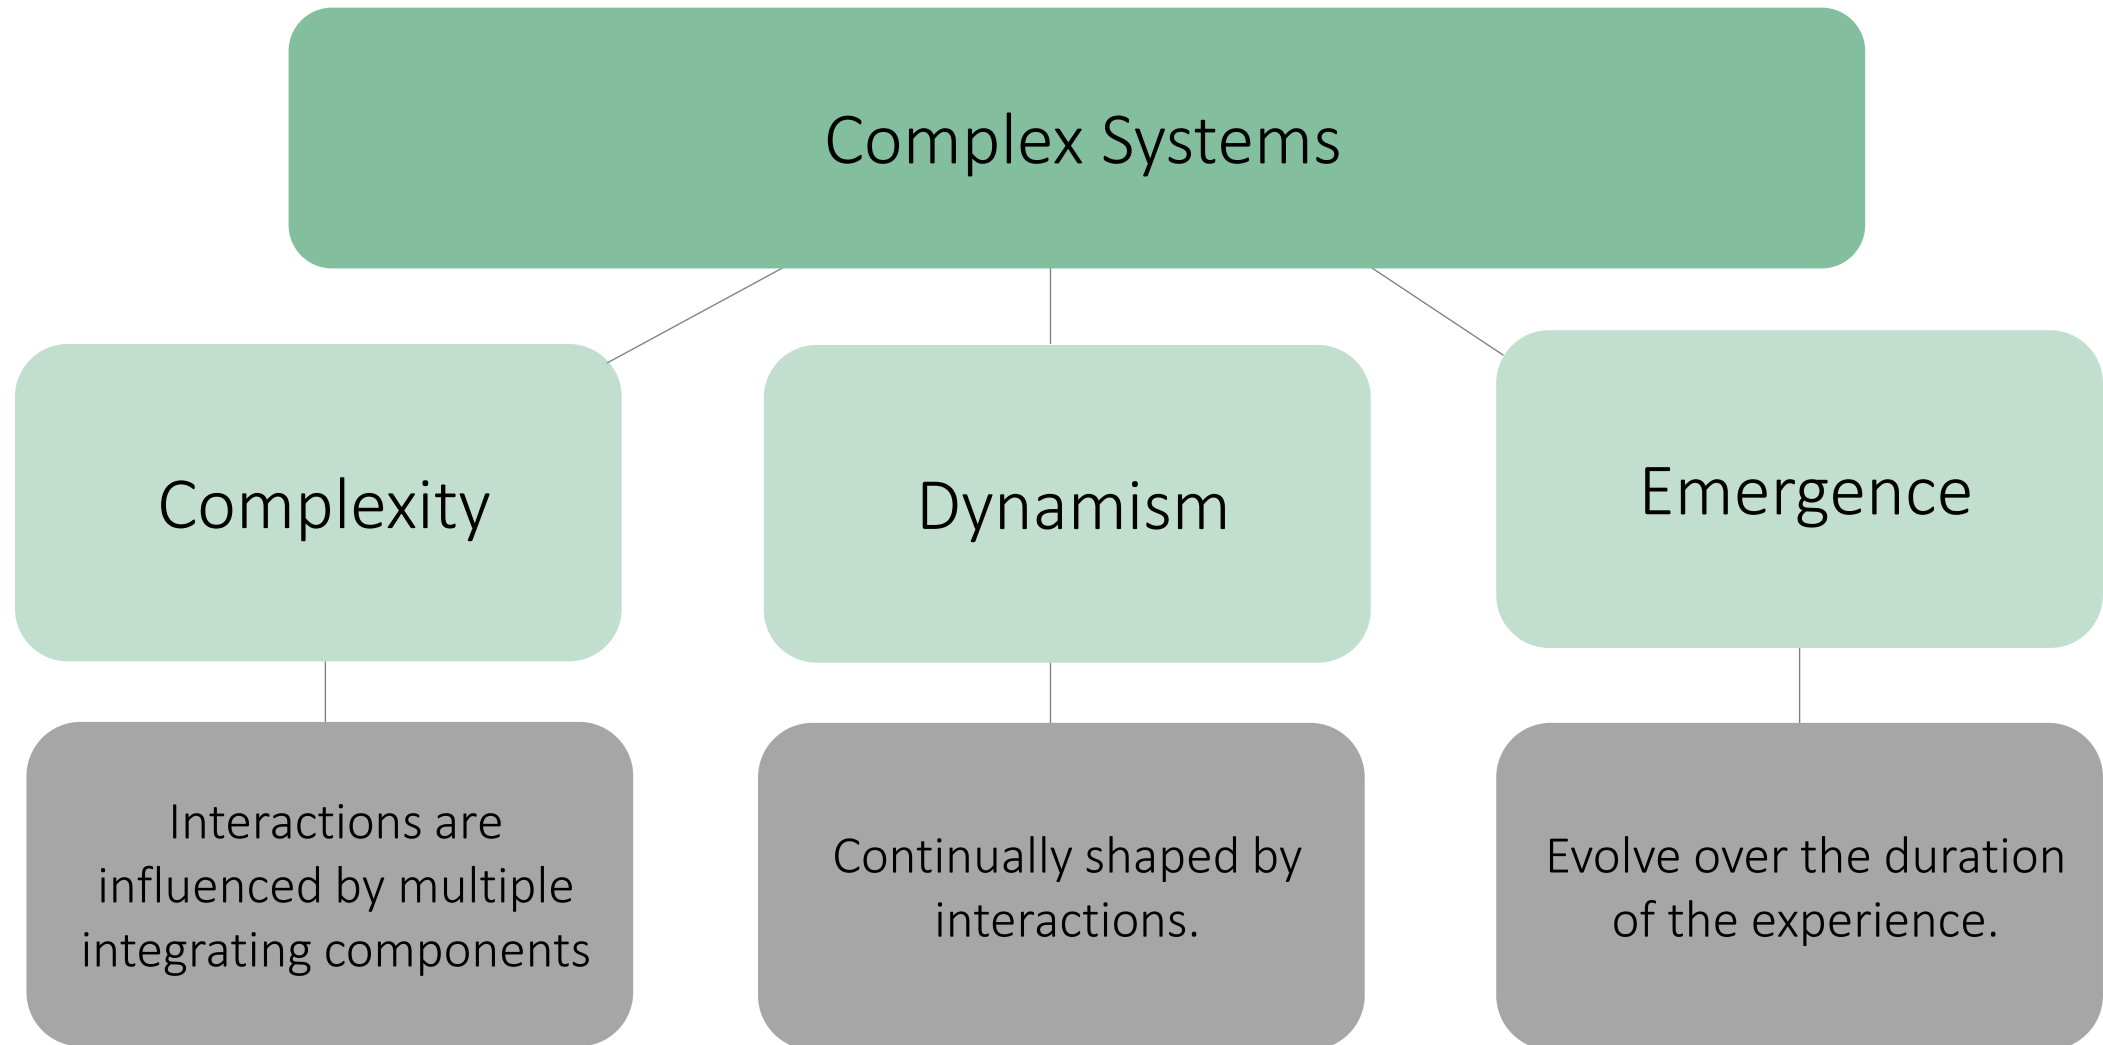 Complex Systems
Complexity
Dynamism
Emergence
Interactions are
influenced by multiple
integrating components
Continually shaped by
interactions.
Evolve over the duration
of the experience.